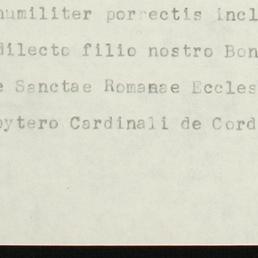 humiliter porrectis incl
dilecto filio nostro Bon
e Sanctae Romanae Eccles
bytero Cardinali de Cord